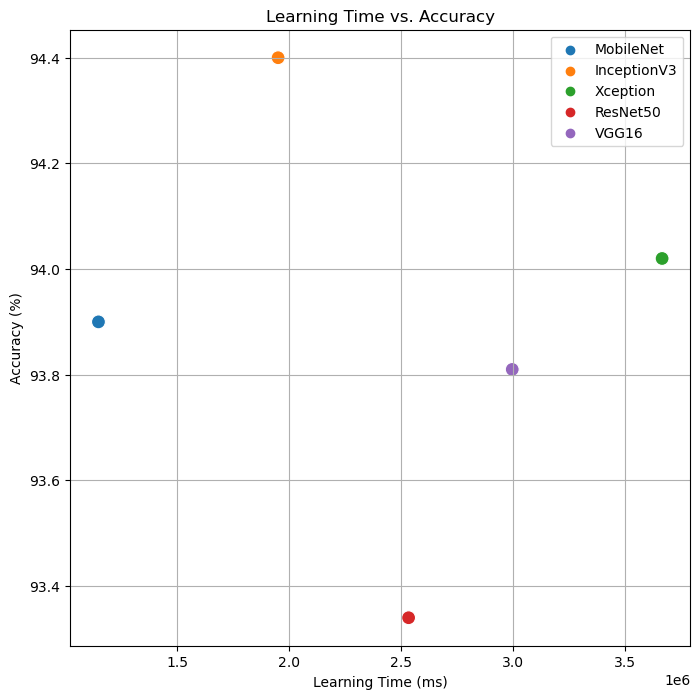 Learning Time vs. Accuracy
MobileNet
InceptionV3
Xception
ResNet50
VGG16
94.4
94.2
94.0
93.8
93.6
93.4
Accuracy (%)
1.5 2.0 2.5 3.0 3.5
Learning Time (ms)
1e6